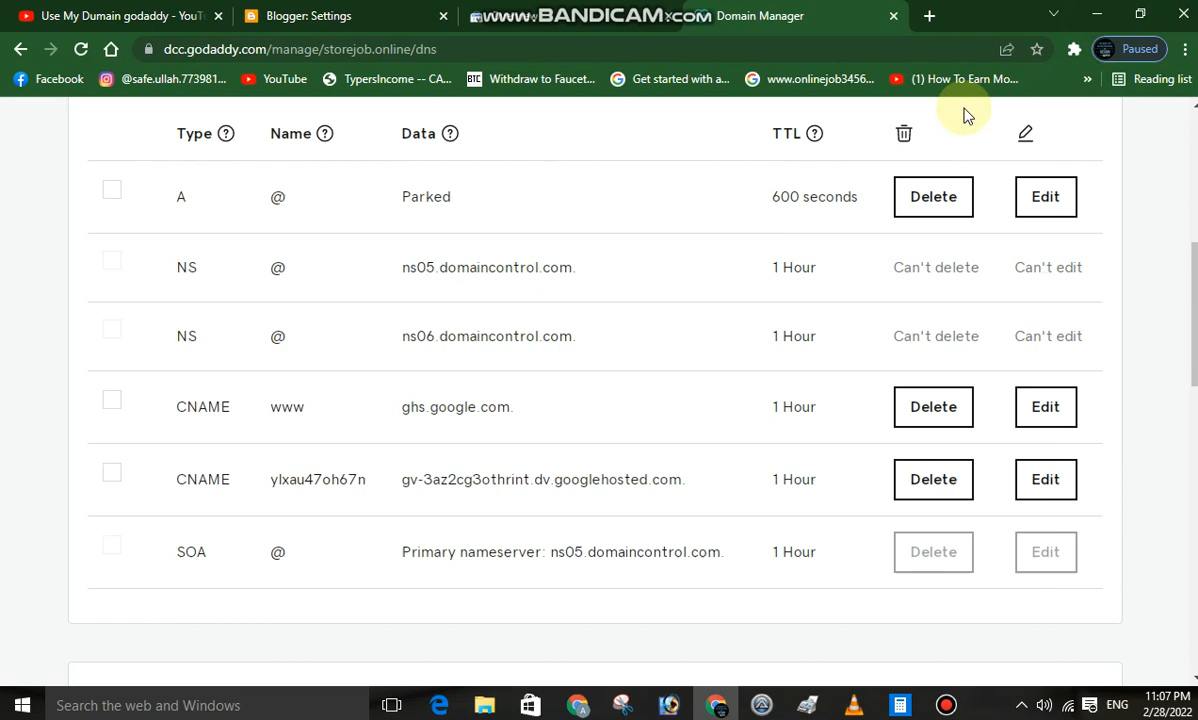 Use My Domain godaddy - YouT
Blogger: Settings
www.BANDICAM.com
Domain Manager
dcc.godaddy.com/manage/storejob.online/dns
Paused
Facebook
@safe.ullah.773981...
YouTube
TypersIncome -- CA...
BTC
Withdraw to Faucet...
Get started with a...
www.onlinejob3456...
(1) How To Earn Mo...
»
Reading list
Type ? Name ? Data ? TTL ?
A @ Parked 600 seconds Delete Edit
NS @ ns05.domaincontrol.com. 1 Hour Can't delete Can't edit
NS @ ns06.domaincontrol.com. 1 Hour Can't delete Can't edit
CNAME www ghs.google.com. 1 Hour Delete Edit
CNAME ylxau47oh67n gv-3az2cg3othrint.dv.googlehosted.com. 1 Hour Delete Edit
SOA @ Primary nameserver: ns05.domaincontrol.com. 1 Hour Delete Edit
Search the web and Windows
ENG
11:07 PM
2/28/2022